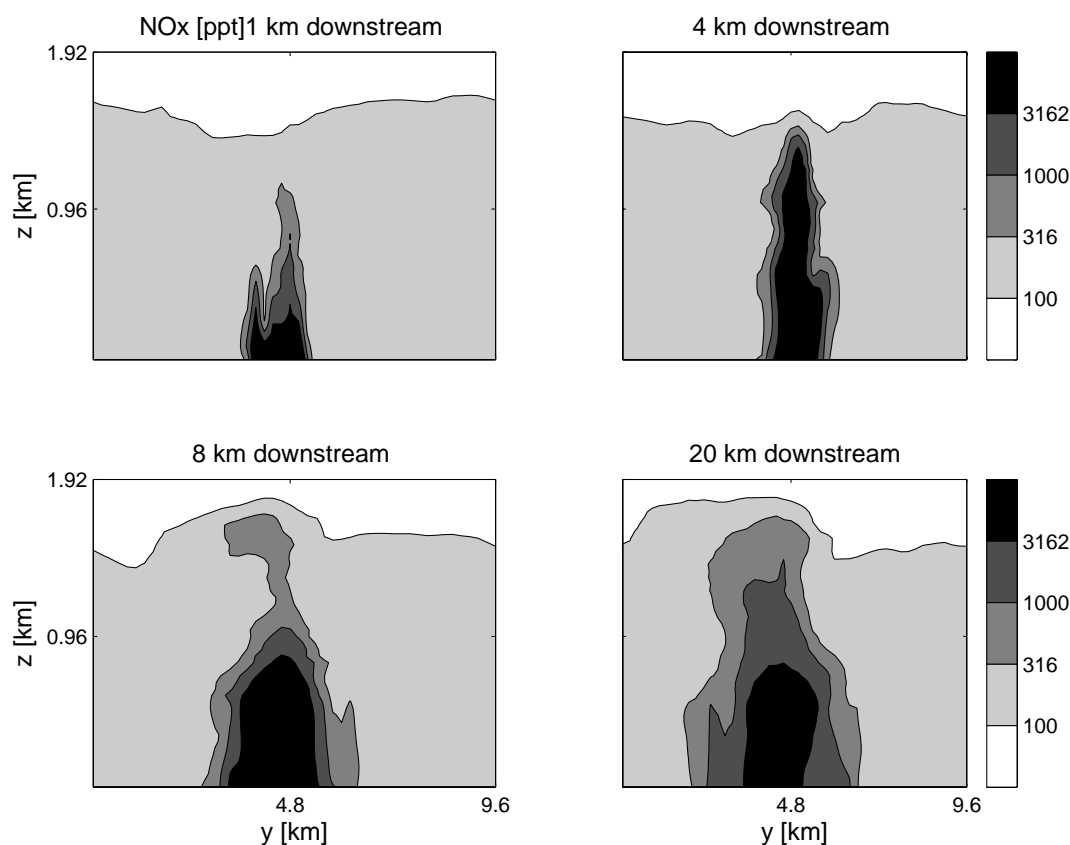 NOx [ppt]1 km downstream
4 km downstream
1.92
0.96
z [km]
3162
1000
316
100
8 km downstream
20 km downstream
1.92
0.96
z [km]
3162
1000
316
100
4.8
9.6
y [km]
4.8
9.6
y [km]